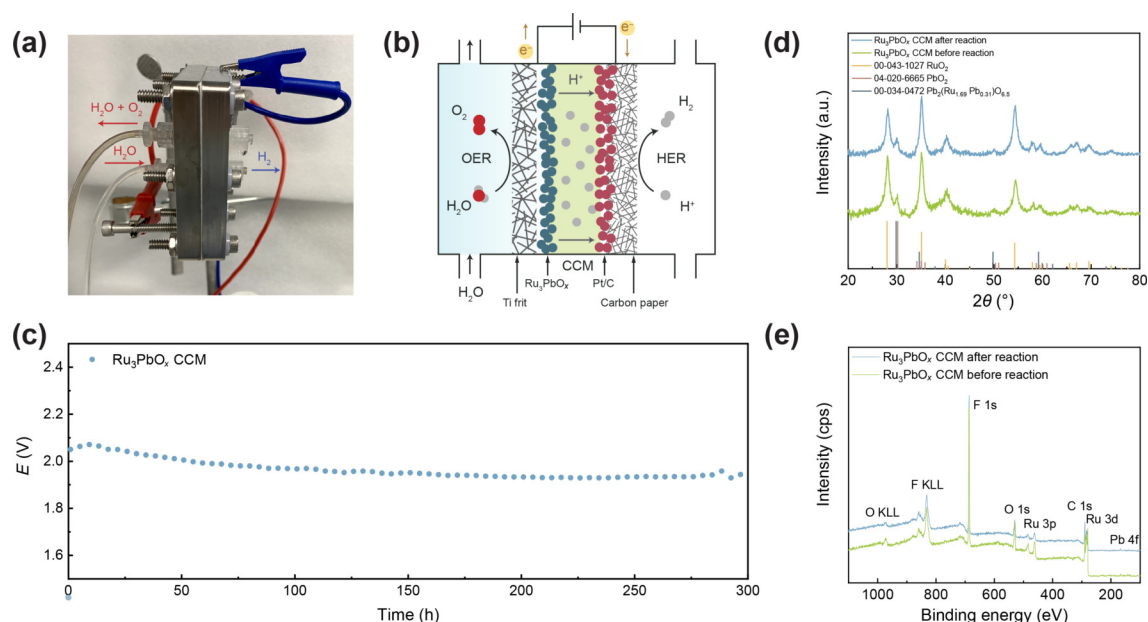 (a)
H₂O + O₂
H₂O
H₂
(b)
e⁻
e⁻
H⁺
O₂
H₂
OER
HER
H₂O
H⁺
CCM
H₂O
Ti frit
Ru₃PbOₓ
Pt/C
Carbon paper
(c)
Ru₃PbOₓ CCM
E (V)
2.4
2.2
2.0
1.8
1.6
1.4
0
50
100
150
200
250
300
Time (h)
(d)
Ru₃PbOₓ CCM after reaction
Ru₃PbOₓ CCM before reaction
00-043-1027 RuO₂
04-020-6665 PbO₂
00-034-0472 Pb₂(Ru₁.₆₉ Pb₀.₃₁)O₆.₅
Intensity (a.u.)
20
30
40
50
60
70
80
2θ (°)
(e)
Ru₃PbOₓ CCM after reaction
Ru₃PbOₓ CCM before reaction
Intensity (cps)
F 1s
F KLL
O KLL
O 1s
Ru 3p
C 1s
Ru 3d
Pb 4f
1000
800
600
400
200
Binding energy (eV)